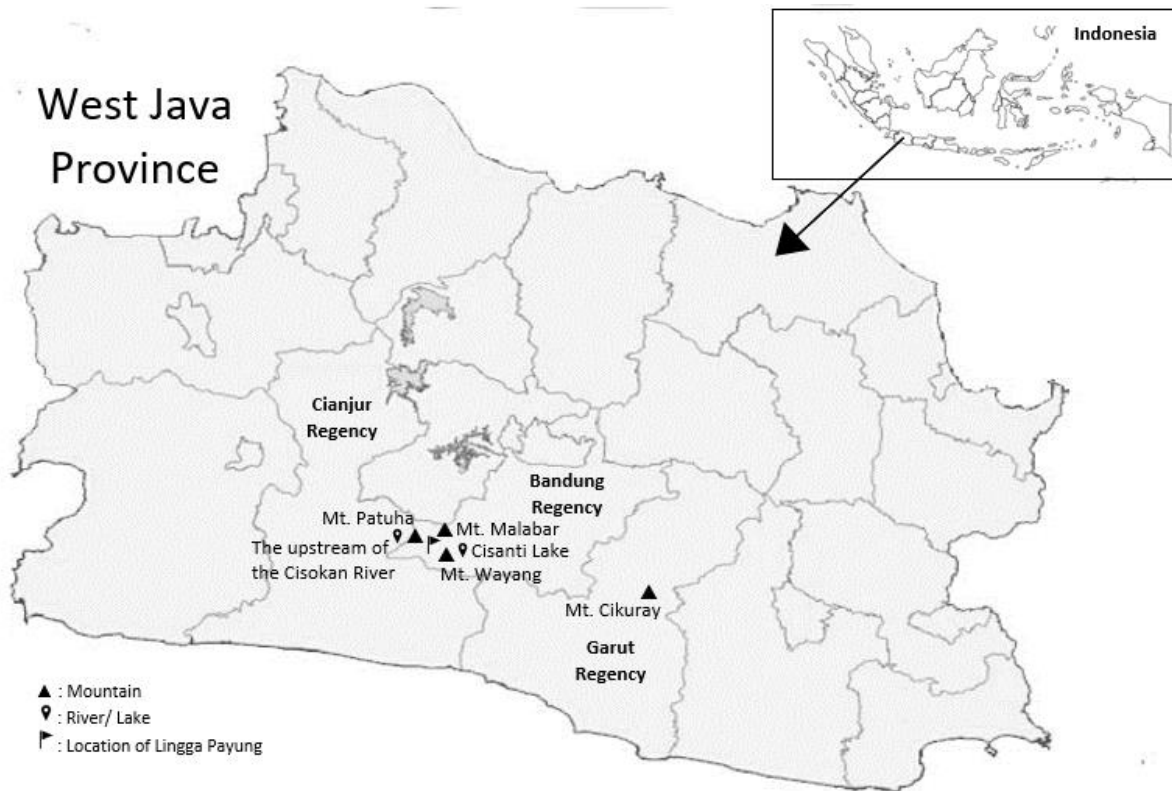 West Java
Province
Indonesia
Cianjur
Regency
Bandung
Regency
Mt. Patuha
Mt. Malabar
The upstream of
the Cisokan River
Cisanti Lake
Mt. Wayang
Mt. Cikuray
Garut
Regency
: Mountain
: River/ Lake
: Location of Lingga Payung